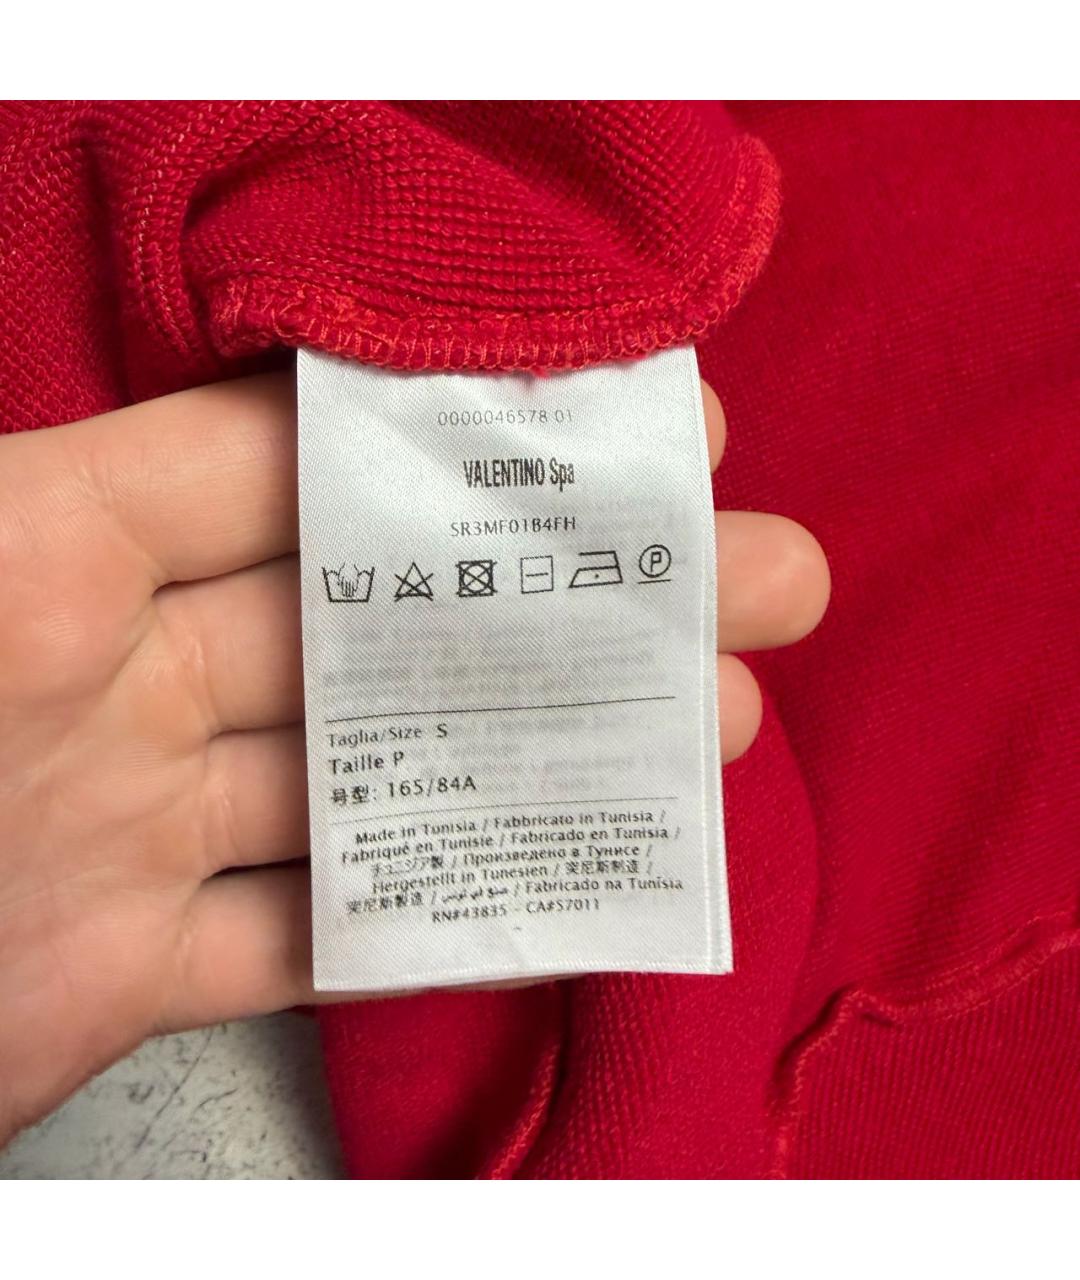 0000046578 01
VALENTINO Spa
SR3MF01B4FH
P
Taglia/Size S
Taille P
号型: 165/84A
Made in Tunisia / Fabbricato in Tunisia /
Fabriqué en Tunisie / Fabricado en Tunisia /
チュニジア製 / Произведено в Тунисе /
Hergestellt in Tunesien / 突尼斯制造 /
突尼斯製造 / صنع في تونس / Fabricado na Tunísia
RN#43835 - CA#57011